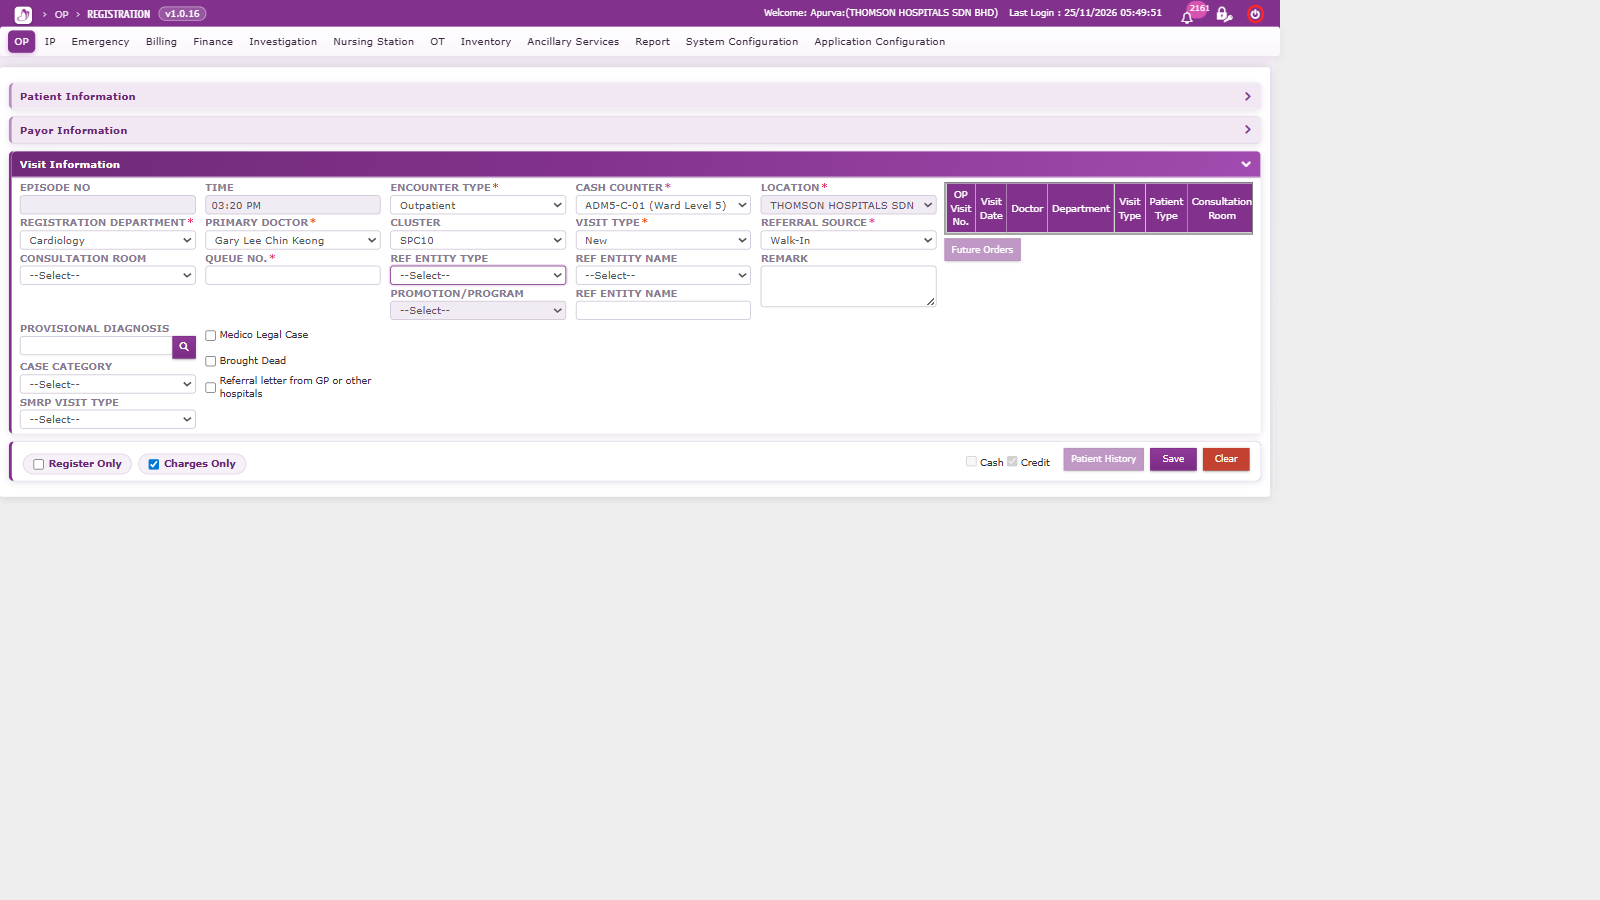 › OP › REGISTRATION v1.0.16 Welcome: Apurva:(THOMSON HOSPITALS SDN BHD) Last Login : 25/11/2026 05:49:51 2161
OP IP Emergency Billing Finance Investigation Nursing Station OT Inventory Ancillary Services Report System Configuration Application Configuration
Patient Information
Payor Information
Visit Information
EPISODE NO TIME ENCOUNTER TYPE* CASH COUNTER* LOCATION*
03:20 PM Outpatient ADM5-C-01 (Ward Level 5) THOMSON HOSPITALS SDN
REGISTRATION DEPARTMENT* PRIMARY DOCTOR* CLUSTER VISIT TYPE* REFERRAL SOURCE*
Cardiology Gary Lee Chin Keong SPC10 New Walk-In
CONSULTATION ROOM QUEUE NO.* REF ENTITY TYPE REF ENTITY NAME REMARK
--Select-- --Select-- --Select--
PROMOTION/PROGRAM REF ENTITY NAME
--Select--
OP Visit No. Visit Date Doctor Department Visit Type Patient Type Consultation Room
Future Orders
PROVISIONAL DIAGNOSIS
Medico Legal Case
Brought Dead
CASE CATEGORY
--Select--
Referral letter from GP or other
hospitals
SMRP VISIT TYPE
--Select--
Register Only Charges Only Cash Credit Patient History Save Clear